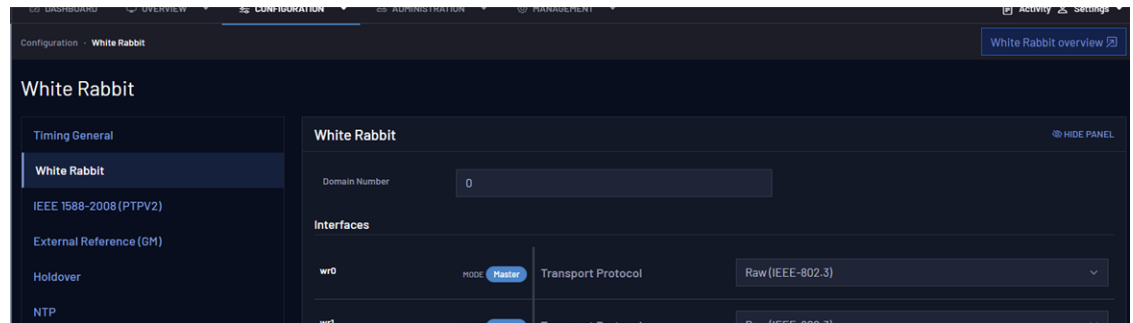 DASHBOARD OVERVIEW CONFIGURATION ADMINISTRATION MANAGEMENT Activity Settings
Configuration · White Rabbit
White Rabbit overview
White Rabbit
Timing General
White Rabbit
IEEE 1588-2008 (PTPV2)
External Reference (GM)
Holdover
NTP
White Rabbit
HIDE PANEL
Domain Number 0
Interfaces
wr0 MODE Master Transport Protocol Raw (IEEE-802.3)
wr1